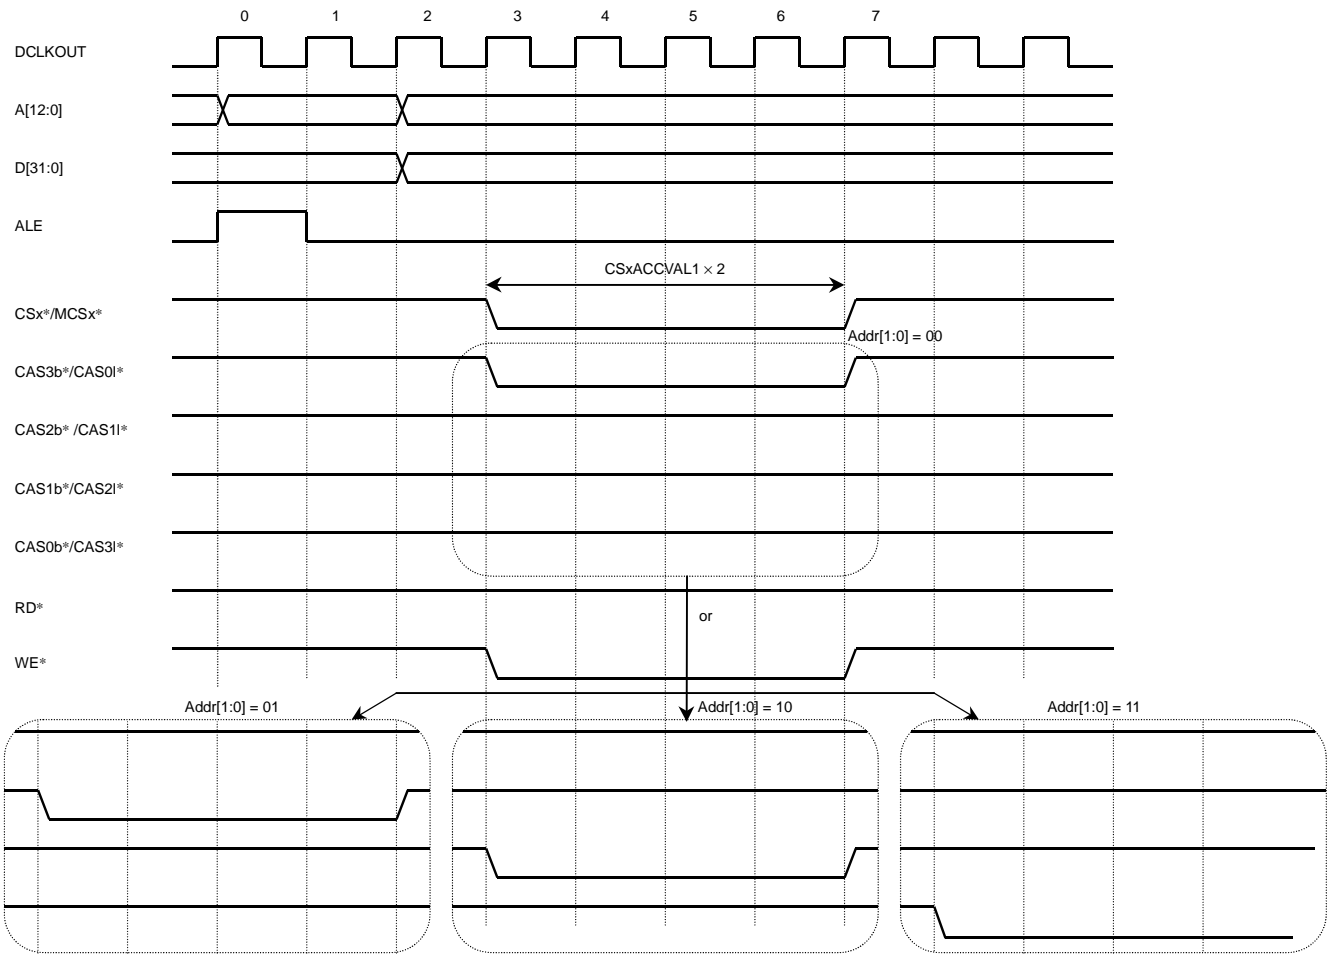 0 1 2 3 4 5 6 7
DCLKOUT
A[12:0]
D[31:0]
ALE
CSxACCVAL1 × 2
CSx*/MCSx*
Addr[1:0] = 00
CAS3b*/CAS0l*
CAS2b* /CAS1l*
CAS1b*/CAS2l*
CAS0b*/CAS3l*
RD*
or
WE*
Addr[1:0] = 01 Addr[1:0] = 10 Addr[1:0] = 11